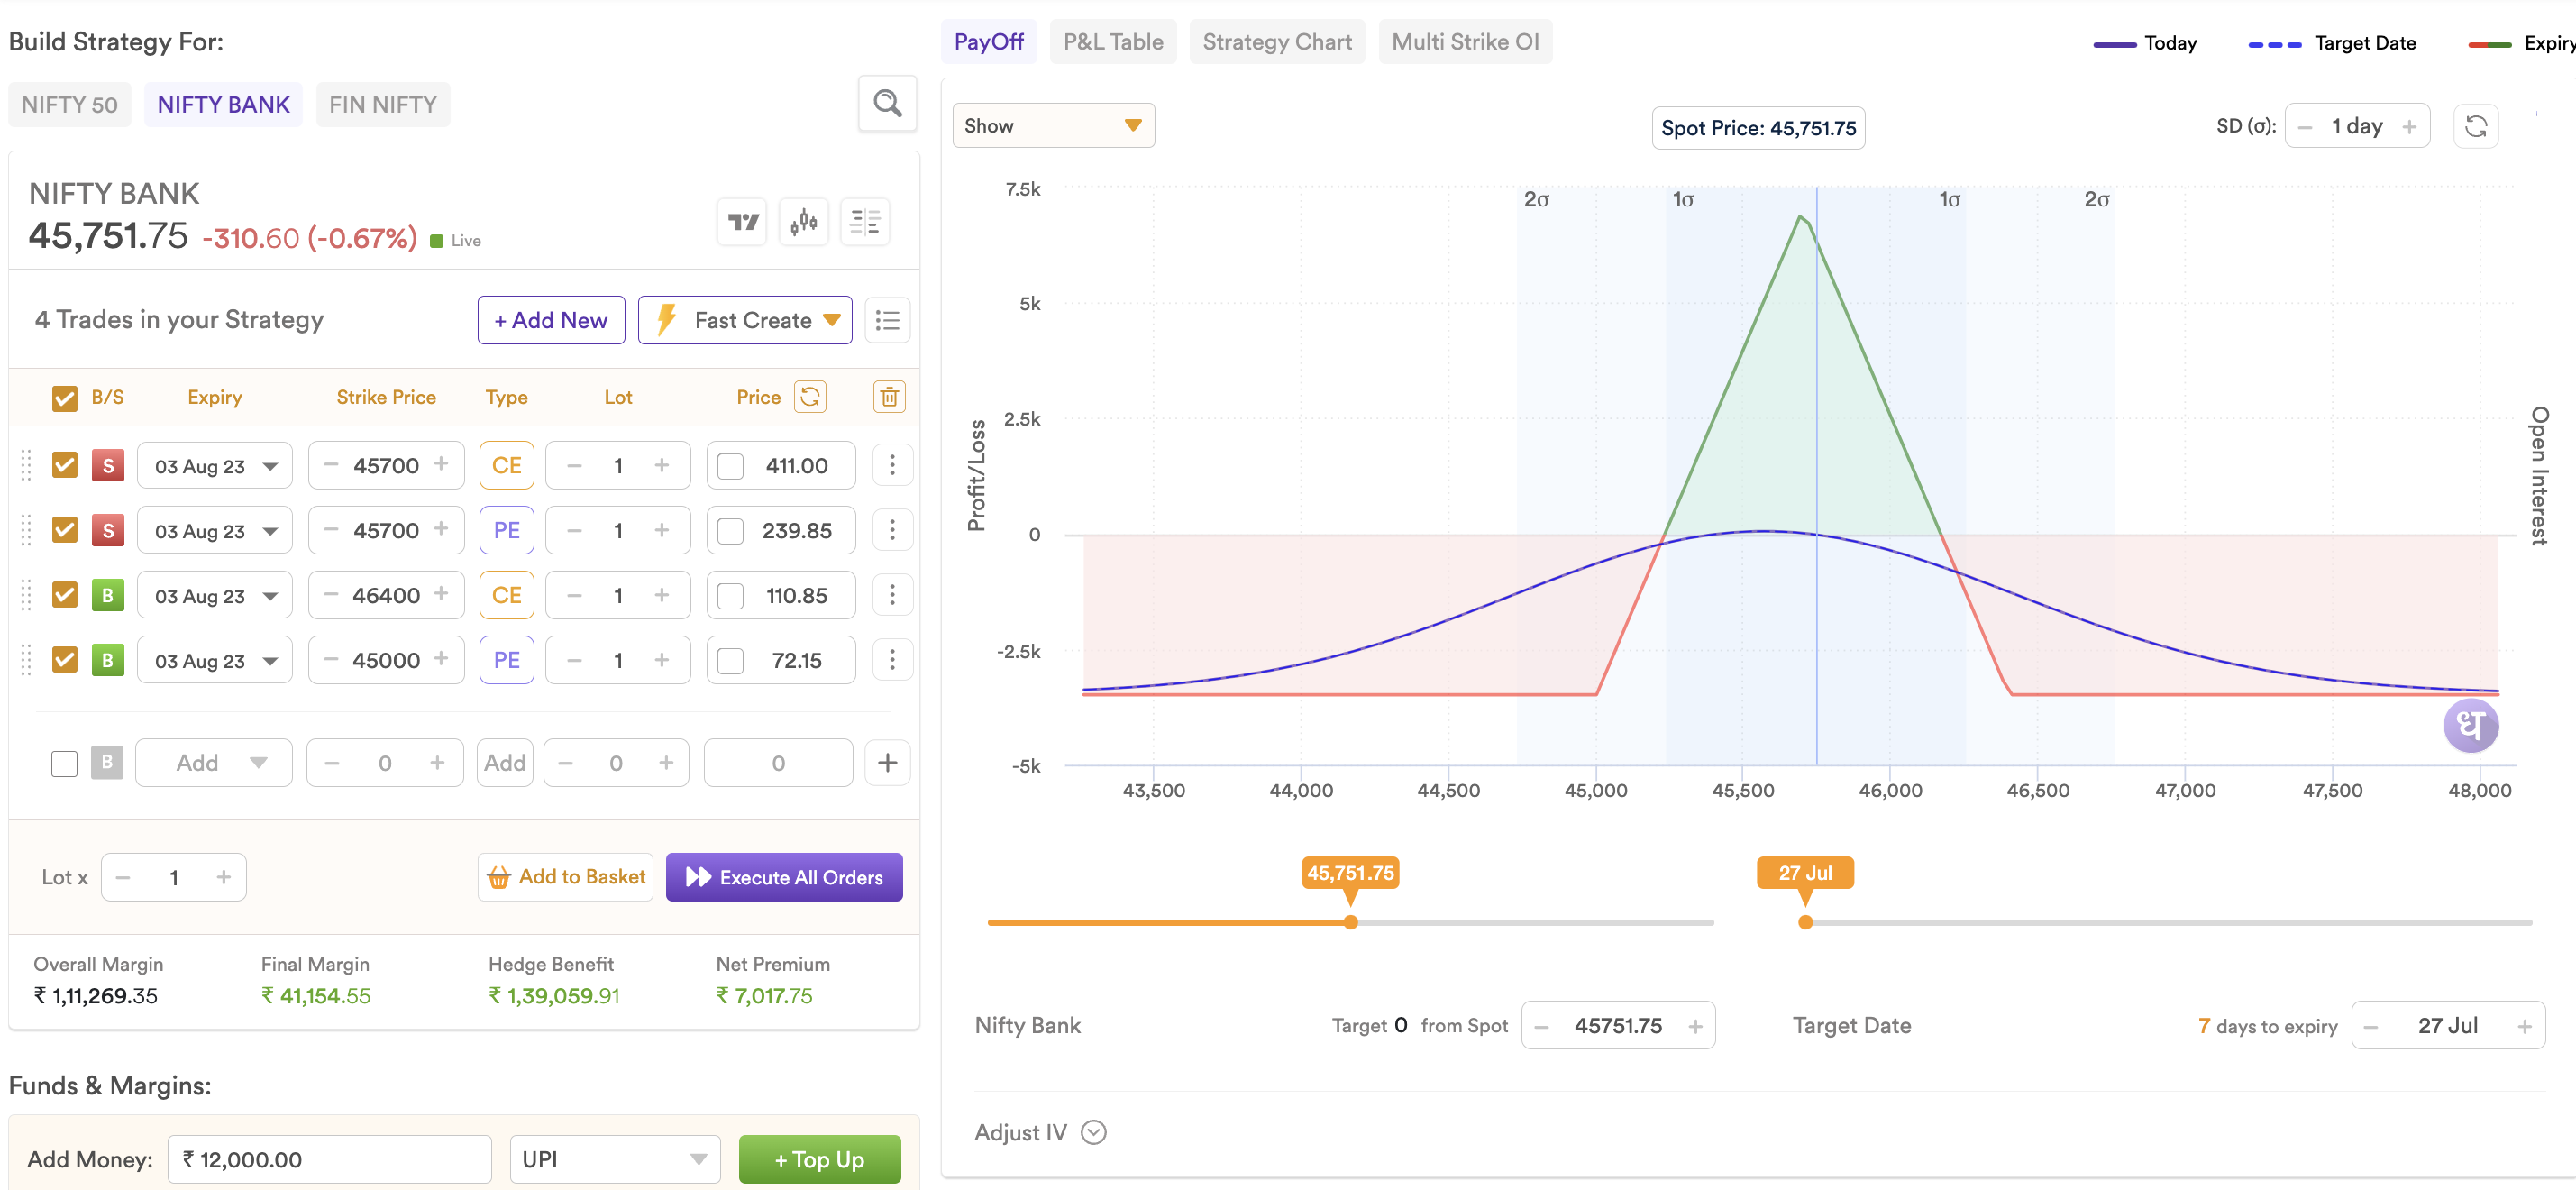 Build Strategy For:
NIFTY 50 NIFTY BANK FIN NIFTY
NIFTY BANK
45,751.75 -310.60 (-0.67%) Live
4 Trades in your Strategy + Add New Fast Create
B/S Expiry Strike Price Type Lot Price
S 03 Aug 23 − 45700 + CE − 1 + 411.00
S 03 Aug 23 − 45700 + PE − 1 + 239.85
B 03 Aug 23 − 46400 + CE − 1 + 110.85
B 03 Aug 23 − 45000 + PE − 1 + 72.15
B Add − 0 + Add − 0 + 0 +
Lot x − 1 + Add to Basket Execute All Orders
Overall Margin Final Margin Hedge Benefit Net Premium
₹ 1,11,269.35 ₹ 41,154.55 ₹ 1,39,059.91 ₹ 7,017.75
Funds & Margins:
Add Money: ₹ 12,000.00 UPI + Top Up
PayOff P&L Table Strategy Chart Multi Strike OI
Today Target Date Expiry
Show Spot Price: 45,751.75 SD (σ): − 1 day +
2σ 1σ 1σ 2σ
7.5k
5k
2.5k
0
-2.5k
-5k
Profit/Loss
Open Interest
ध
43,500 44,000 44,500 45,000 45,500 46,000 46,500 47,000 47,500 48,000
45,751.75 27 Jul
Nifty Bank Target 0 from Spot − 45751.75 +
Target Date 7 days to expiry − 27 Jul +
Adjust IV